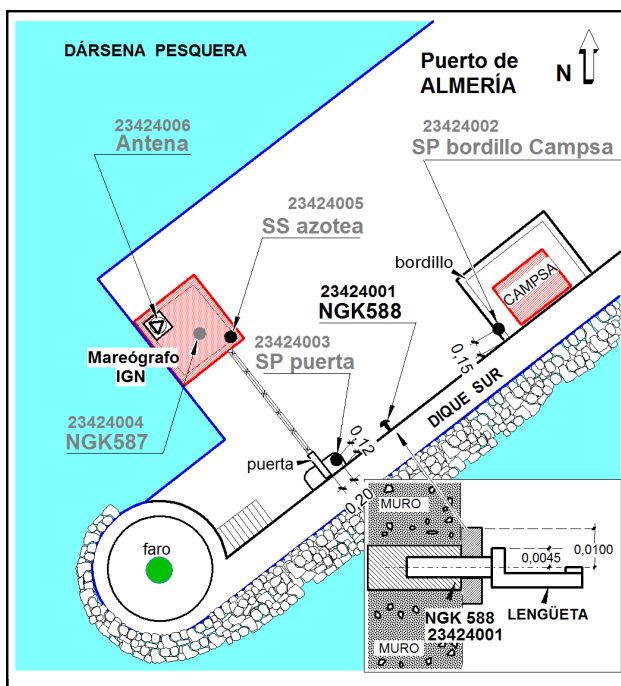 DÁRSENA PESQUERA
Puerto de
ALMERÍA
N
23424006
Antena
23424002
SP bordillo Campsa
23424005
SS azotea
bordillo
CAMPSA
23424001
NGK588
Mareógrafo
IGN
23424003
SP puerta
0,15
DIQUE SUR
23424004
NGK587
puerta
0,12
0,20
faro
MURO
0,0100
0,0045
NGK 588
23424001
LENGÜETA
MURO